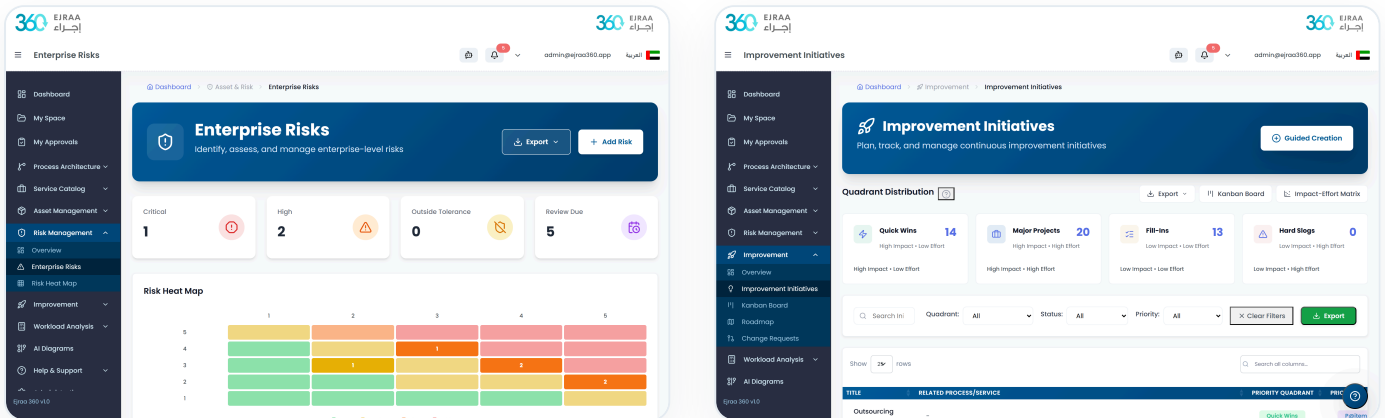 360 EJRAA
إجراء
360 EJRAA
إجراء
Enterprise Risks
5
admin@ejraa360.app
العربية
Dashboard
My Space
My Approvals
Process Architecture
Service Catalog
Asset Management
Risk Management
Overview
Enterprise Risks
Risk Heat Map
Improvement
Workload Analysis
AI Diagrams
Help & Support
Ejraa 360 v1.0
Dashboard > Asset & Risk > Enterprise Risks
Enterprise Risks
Identify, assess, and manage enterprise-level risks
Export
+ Add Risk
Critical
1
High
2
Outside Tolerance
0
Review Due
5
Risk Heat Map
1 2 3 4 5
5
4 1
3 1 2
2 2
1
360 EJRAA
إجراء
360 EJRAA
إجراء
Improvement Initiatives
5
admin@ejraa360.app
العربية
Dashboard
My Space
My Approvals
Process Architecture
Service Catalog
Asset Management
Risk Management
Improvement
Overview
Improvement Initiatives
Kanban Board
Roadmap
Change Requests
Workload Analysis
AI Diagrams
Ejraa 360 v1.0
Dashboard > Improvement > Improvement Initiatives
Improvement Initiatives
Plan, track, and manage continuous improvement initiatives
Guided Creation
Quadrant Distribution
Export
Kanban Board
Impact-Effort Matrix
Quick Wins 14
High Impact • Low Effort
High Impact • Low Effort
Major Projects 20
High Impact • High Effort
High Impact • High Effort
Fill-Ins 13
Low Impact • Low Effort
Low Impact • Low Effort
Hard Slogs 0
Low Impact • High Effort
Low Impact • High Effort
Search Ini
Quadrant: All
Status: All
Priority: All
× Clear Filters
Export
Show 25 rows
Search all columns...
TITLE RELATED PROCESS/SERVICE PRIORITY QUADRANT
Outsourcing
–
Quick Wins